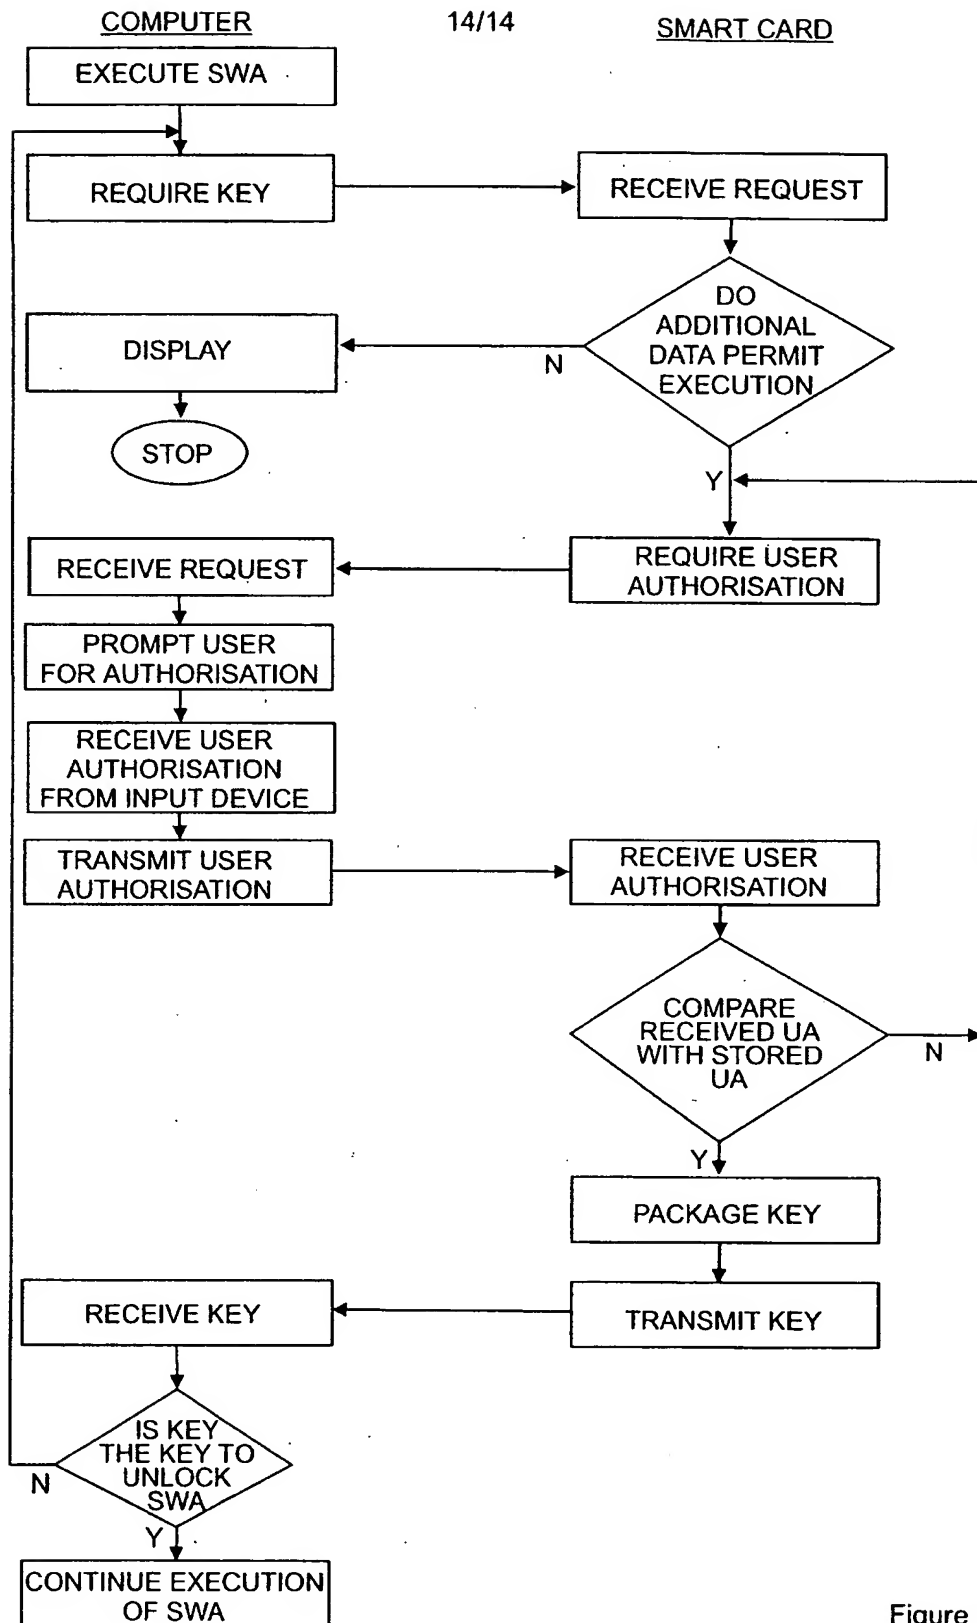 COMPUTER
14/14
SMART CARD
EXECUTE SWA
REQUIRE KEY
RECEIVE REQUEST
DO
ADDITIONAL
DATA PERMIT
EXECUTION
DISPLAY
N
STOP
Y
REQUIRE USER
AUTHORISATION
RECEIVE REQUEST
PROMPT USER
FOR AUTHORISATION
RECEIVE USER
AUTHORISATION
FROM INPUT DEVICE
TRANSMIT USER
AUTHORISATION
RECEIVE USER
AUTHORISATION
COMPARE
RECEIVED UA
WITH STORED
UA
N
Y
PACKAGE KEY
TRANSMIT KEY
RECEIVE KEY
IS KEY
THE KEY TO
UNLOCK
SWA
N
Y
CONTINUE EXECUTION
OF SWA
Figure